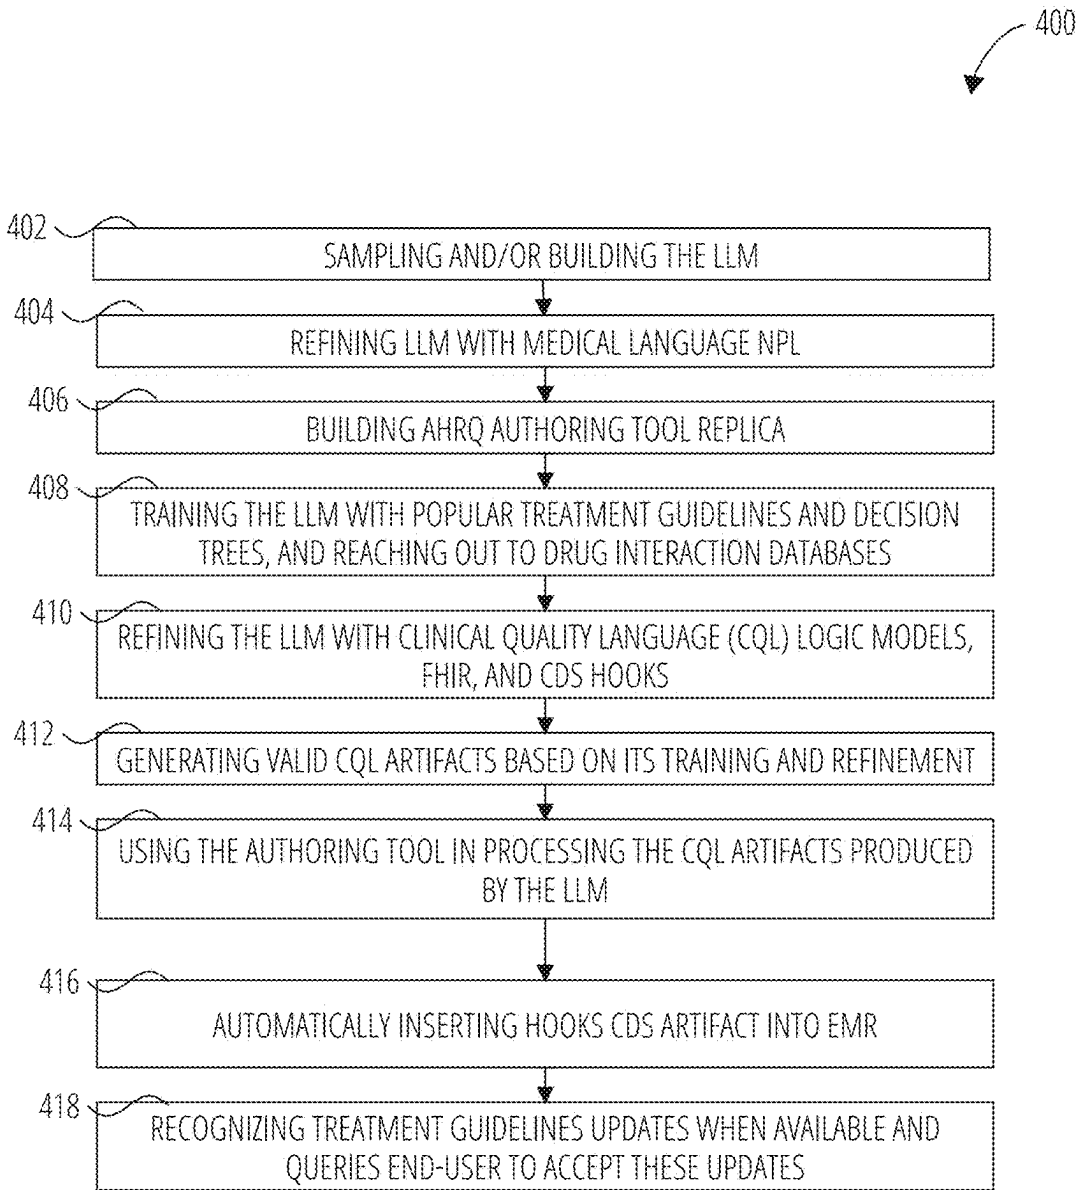 400
402
SAMPLING AND/OR BUILDING THE LLM
404
REFINING LLM WITH MEDICAL LANGUAGE NPL
406
BUILDING AHRQ AUTHORING TOOL REPLICA
408
TRAINING THE LLM WITH POPULAR TREATMENT GUIDELINES AND DECISION
TREES, AND REACHING OUT TO DRUG INTERACTION DATABASES
410
REFINING THE LLM WITH CLINICAL QUALITY LANGUAGE (CQL) LOGIC MODELS,
FHIR, AND CDS HOOKS
412
GENERATING VALID CQL ARTIFACTS BASED ON ITS TRAINING AND REFINEMENT
414
USING THE AUTHORING TOOL IN PROCESSING THE CQL ARTIFACTS PRODUCED
BY THE LLM
416
AUTOMATICALLY INSERTING HOOKS CDS ARTIFACT INTO EMR
418
RECOGNIZING TREATMENT GUIDELINES UPDATES WHEN AVAILABLE AND
QUERIES END-USER TO ACCEPT THESE UPDATES